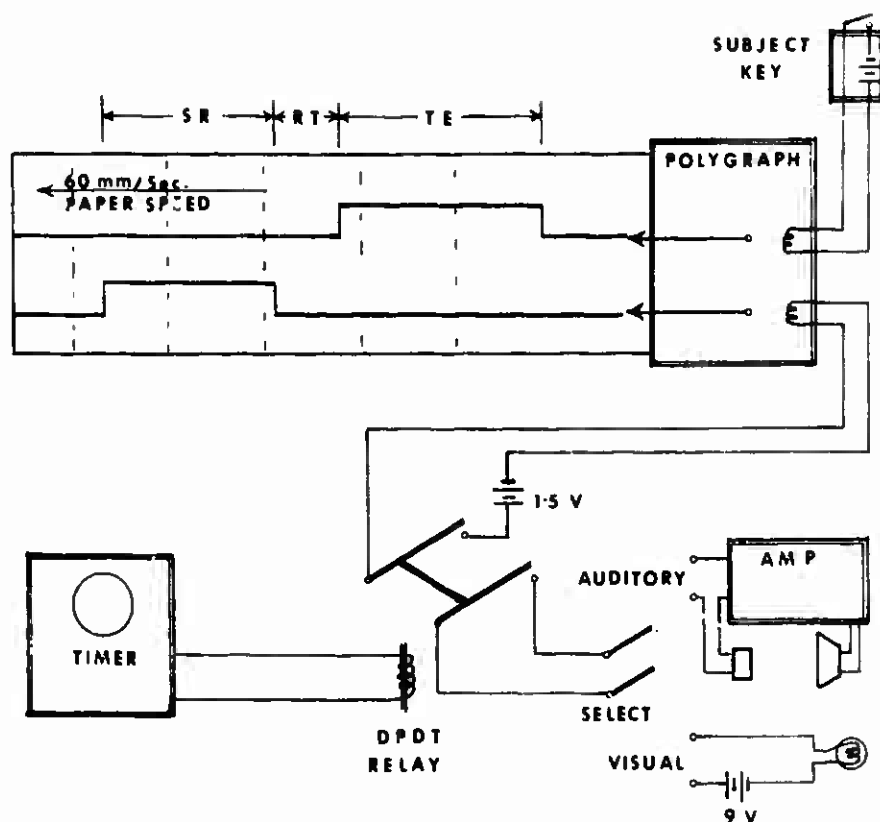 SUBJECT
KEY
SR RT TE
60 mm/Sec.
PAPER SPEED
POLYGRAPH
1·5 V
AUDITORY
AMP
TIMER
SELECT
DPDT
RELAY
VISUAL
9 V